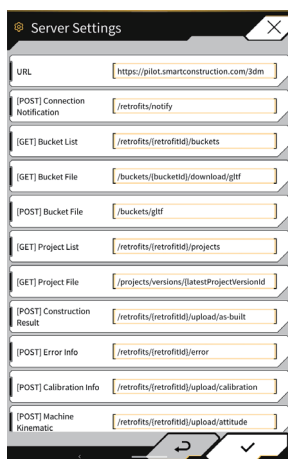 Server Settings
URL
https://pilot.smartconstruction.com/3dm
[POST] Connection
Notification
/retrofits/notify
[GET] Bucket List
/retrofits/{retrofitId}/buckets
[GET] Bucket File
/buckets/{bucketId}/download/gltf
[POST] Bucket File
/buckets/gltf
[GET] Project List
/retrofits/{retrofitId}/projects
[GET] Project File
/projects/versions/{latestProjectVersionId
[POST] Construction
Result
/retrofits/{retrofitId}/upload/as-built
[POST] Error Info
/retrofits/{retrofitId}/error
[POST] Calibration Info
/retrofits/{retrofitId}/upload/calibration
[POST] Machine
Kinematic
/retrofits/{retrofitId}/upload/attitude